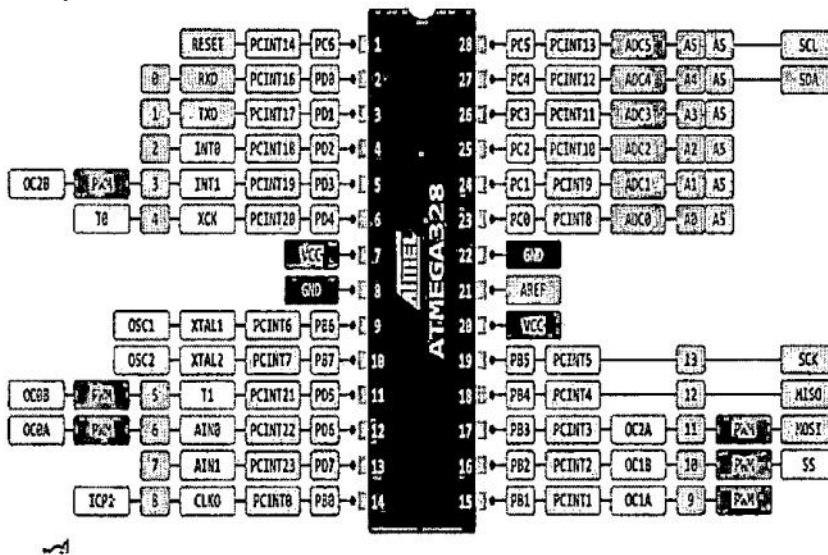 RESET PCINT14 PC6 1 28 PC5 PCINT13 ADC5 A5 A5 SCL
0 RXD PCINT16 PD0 2 27 PC4 PCINT12 ADC4 A4 A5 SDA
1 TXD PCINT17 PD1 3 26 PC3 PCINT11 ADC3 A3 A5
2 INT0 PCINT18 PD2 4 25 PC2 PCINT10 ADC2 A2 A5
OC2B PWM 3 INT1 PCINT19 PD3 5 24 PC1 PCINT9 ADC1 A1 A5
T0 4 XCK PCINT20 PD4 6 23 PC0 PCINT8 ADC0 A0 A5
VCC 7 22 GND
GND 8 21 AREF
OSC1 XTAL1 PCINT6 PB6 9 20 VCC
OSC2 XTAL2 PCINT7 PB7 10 19 PB5 PCINT5 13 SCK
OC0B PWM 5 T1 PCINT21 PD5 11 18 PB4 PCINT4 12 MISO
OC0A PWM 6 AIN0 PCINT22 PD6 12 17 PB3 PCINT3 OC2A 11 PWM MOSI
7 AIN1 PCINT23 PD7 13 16 PB2 PCINT2 OC1B 10 PWM SS
ICP1 8 CLKO PCINT0 PB0 14 15 PB1 PCINT1 OC1A 9 PWM
ATMEL
ATMEGA328